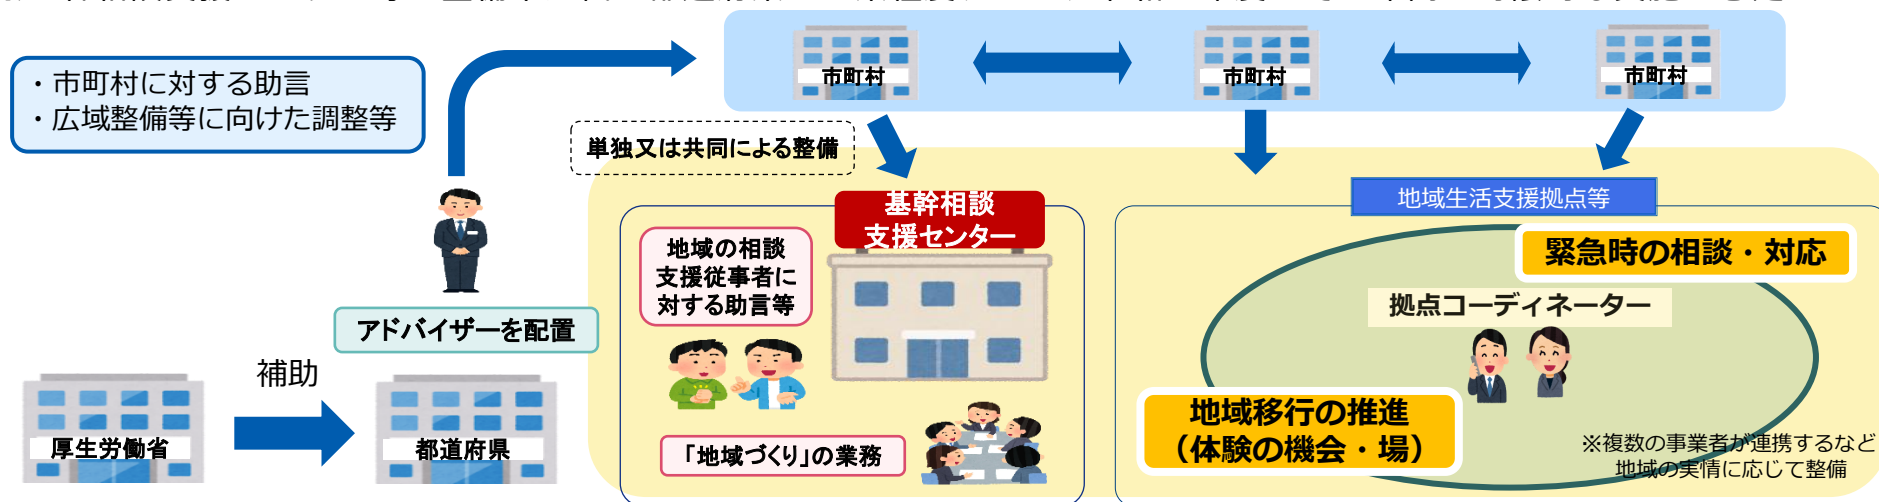 ・市町村に対する助言
・広域整備等に向けた調整等
市町村
市町村
市町村
単独又は共同による整備
基幹相談
支援センター
地域生活支援拠点等
地域の相談
支援従事者に
対する助言等
緊急時の相談・対応
拠点コーディネーター
アドバイザーを配置
補助
厚生労働省
都道府県
「地域づくり」の業務
地域移行の推進
（体験の機会・場）
※複数の事業者が連携するなど
地域の実情に応じて整備